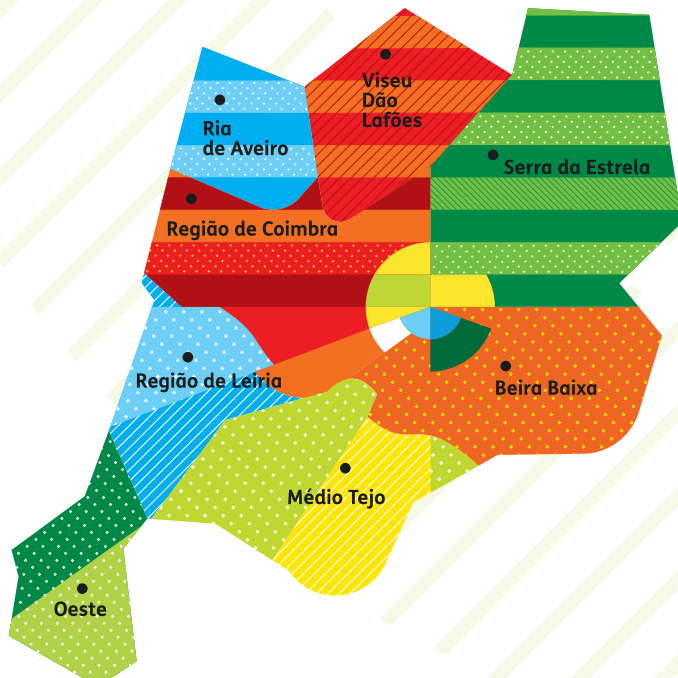 Viseu
Dão
Lafões
Ria
de Aveiro
Serra da Estrela
Região de Coimbra
Região de Leiria
Beira Baixa
Médio Tejo
Oeste